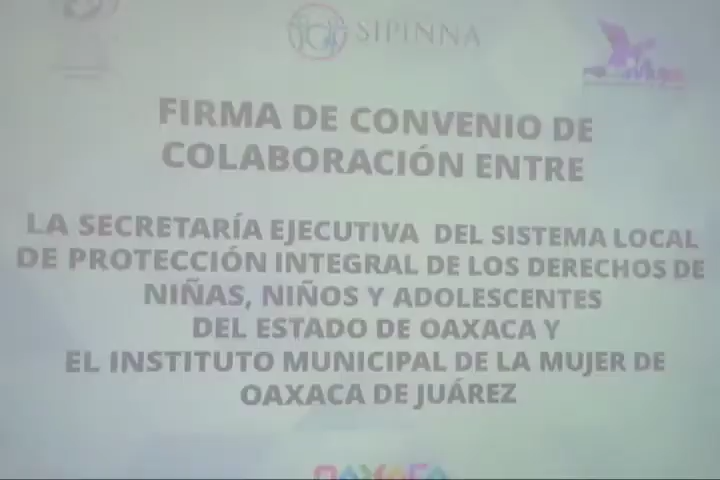 SIPINNA
FIRMA DE CONVENIO DE
COLABORACIÓN ENTRE
LA SECRETARÍA EJECUTIVA DEL SISTEMA LOCAL
DE PROTECCIÓN INTEGRAL DE LOS DERECHOS DE
NIÑAS, NIÑOS Y ADOLESCENTES
DEL ESTADO DE OAXACA Y
EL INSTITUTO MUNICIPAL DE LA MUJER DE
OAXACA DE JUÁREZ
OAXACA